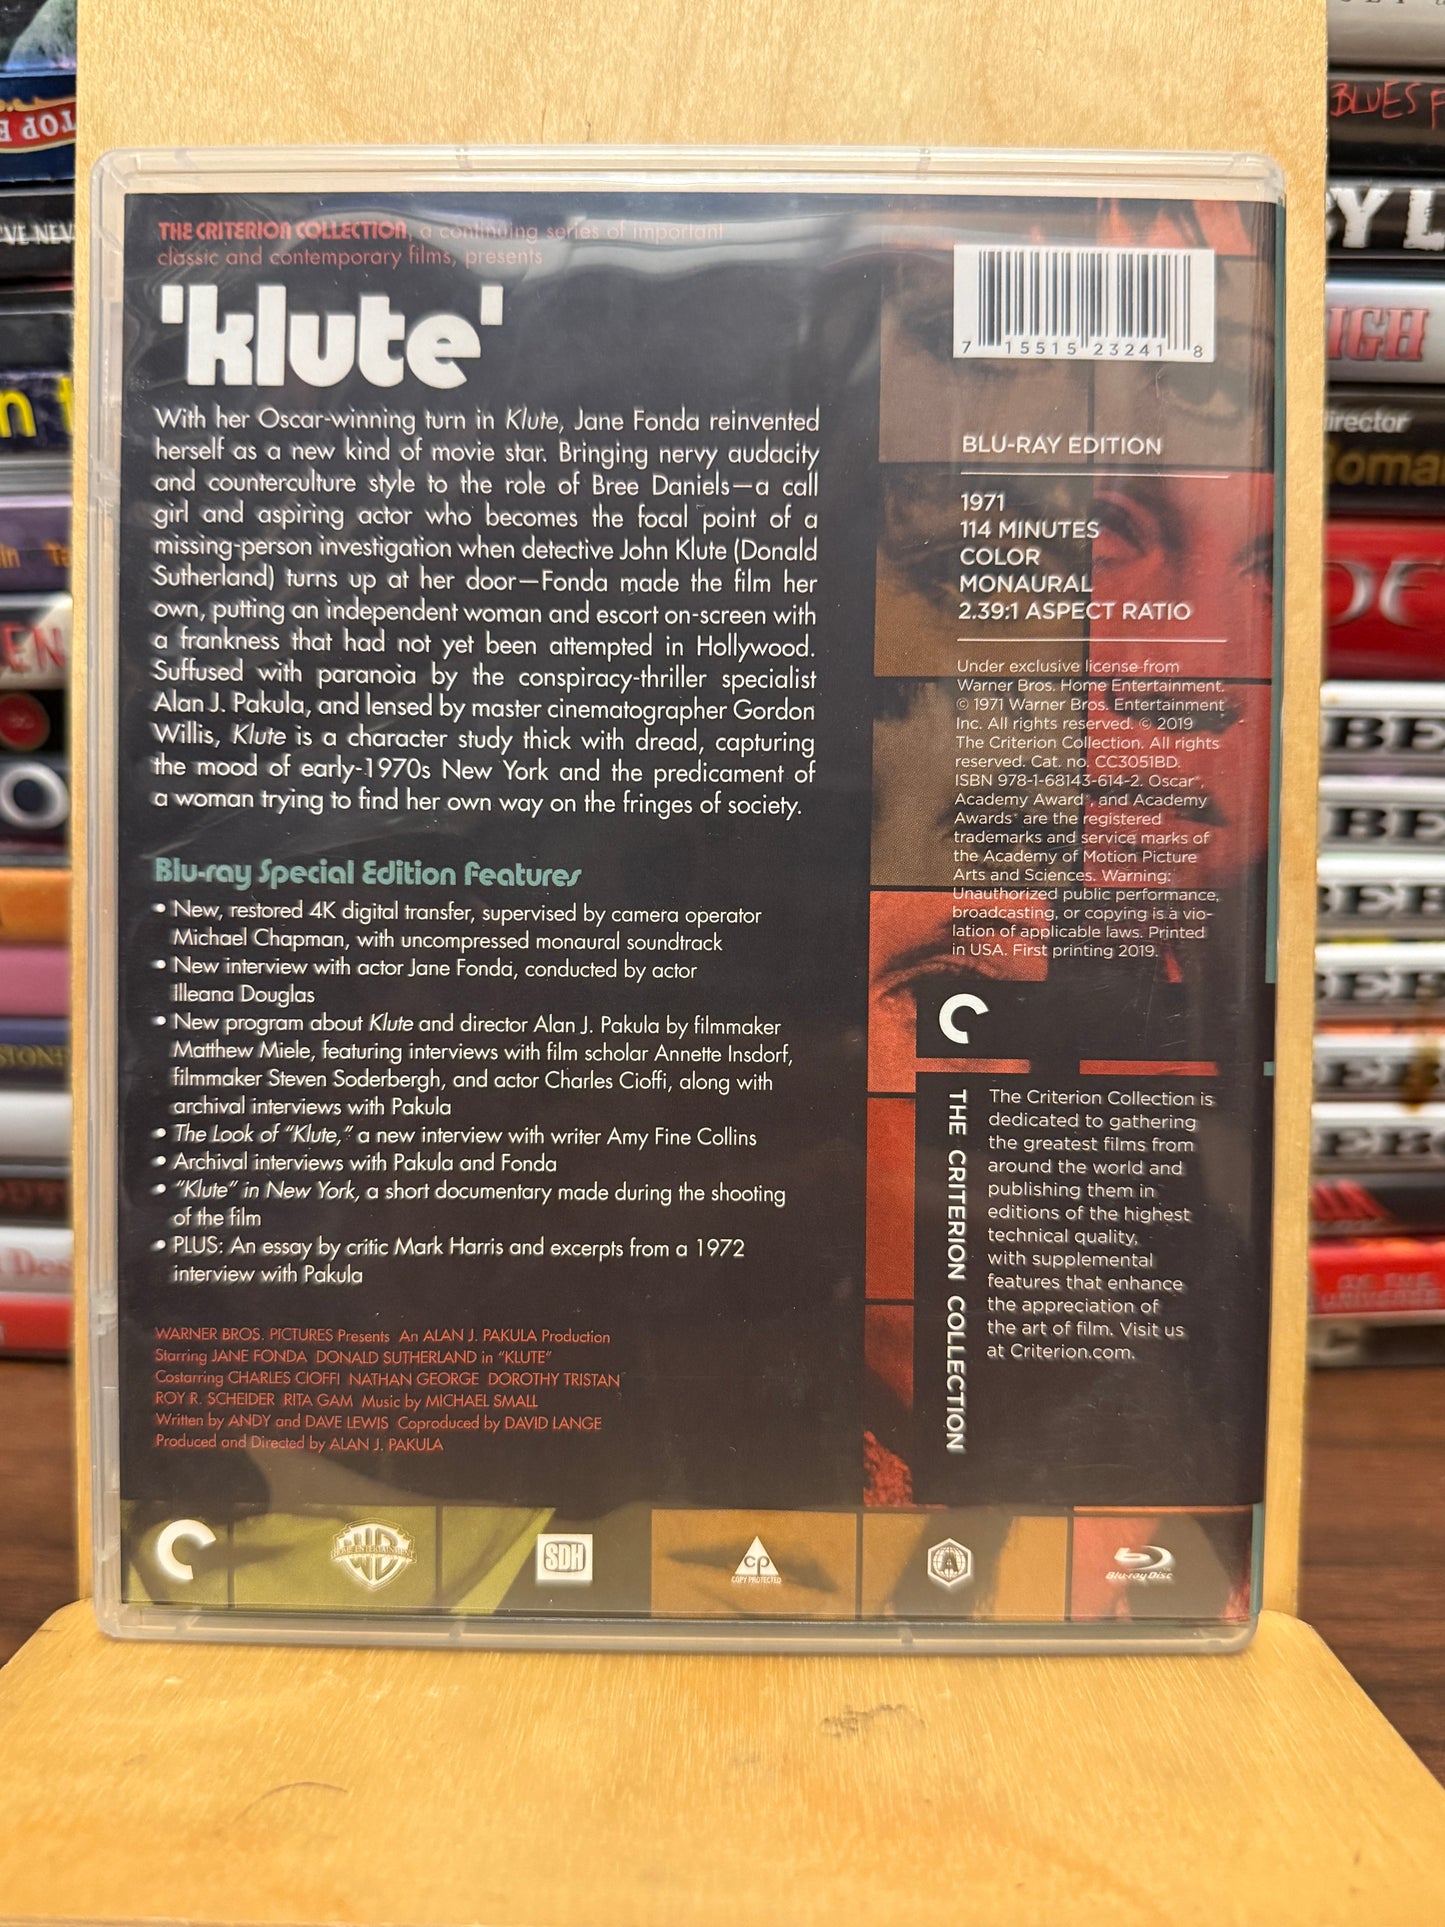 THE CRITERION COLLECTION, a continuing series of important
classic and contemporary films, presents
'klute'
With her Oscar-winning turn in Klute, Jane Fonda reinvented
herself as a new kind of movie star. Bringing nervy audacity
and counterculture style to the role of Bree Daniels—a call
girl and aspiring actor who becomes the focal point of a
missing-person investigation when detective John Klute (Donald
Sutherland) turns up at her door—Fonda made the film her
own, putting an independent woman and escort on-screen with
a frankness that had not yet been attempted in Hollywood.
Suffused with paranoia by the conspiracy-thriller specialist
Alan J. Pakula, and lensed by master cinematographer Gordon
Willis, Klute is a character study thick with dread, capturing
the mood of early-1970s New York and the predicament of
a woman trying to find her own way on the fringes of society.
Blu-ray Special Edition Features
• New, restored 4K digital transfer, supervised by camera operator
Michael Chapman, with uncompressed monaural soundtrack
• New interview with actor Jane Fonda, conducted by actor
Illeana Douglas
• New program about Klute and director Alan J. Pakula by filmmaker
Matthew Miele, featuring interviews with film scholar Annette Insdorf,
filmmaker Steven Soderbergh, and actor Charles Cioffi, along with
archival interviews with Pakula
• The Look of "Klute," a new interview with writer Amy Fine Collins
• Archival interviews with Pakula and Fonda
• "Klute" in New York, a short documentary made during the shooting
of the film
• PLUS: An essay by critic Mark Harris and excerpts from a 1972
interview with Pakula
WARNER BROS. PICTURES Presents An ALAN J. PAKULA Production
Starring JANE FONDA DONALD SUTHERLAND in "KLUTE"
Costarring CHARLES CIOFFI NATHAN GEORGE DOROTHY TRISTAN
ROY R. SCHEIDER RITA GAM Music by MICHAEL SMALL
Written by ANDY and DAVE LEWIS Coproduced by DAVID LANGE
Produced and Directed by ALAN J. PAKULA
7 15515 23241 8
BLU-RAY EDITION
1971
114 MINUTES
COLOR
MONAURAL
2.39:1 ASPECT RATIO
Under exclusive license from
Warner Bros. Home Entertainment.
© 1971 Warner Bros. Entertainment
Inc. All rights reserved. © 2019
The Criterion Collection. All rights
reserved. Cat. no. CC3051BD.
ISBN 978-1-68143-614-2. Oscar®,
Academy Award®, and Academy
Awards® are the registered
trademarks and service marks of
the Academy of Motion Picture
Arts and Sciences. Warning:
Unauthorized public performance,
broadcasting, or copying is a vio-
lation of applicable laws. Printed
in USA. First printing 2019.
THE CRITERION COLLECTION
The Criterion Collection is
dedicated to gathering
the greatest films from
around the world and
publishing them in
editions of the highest
technical quality,
with supplemental
features that enhance
the appreciation of
the art of film. Visit us
at Criterion.com.
WB
HOME ENTERTAINMENT
SDH
cp
COPY PROTECTED
A
Blu-ray Disc
BLUES F
Y L
IGH
irector